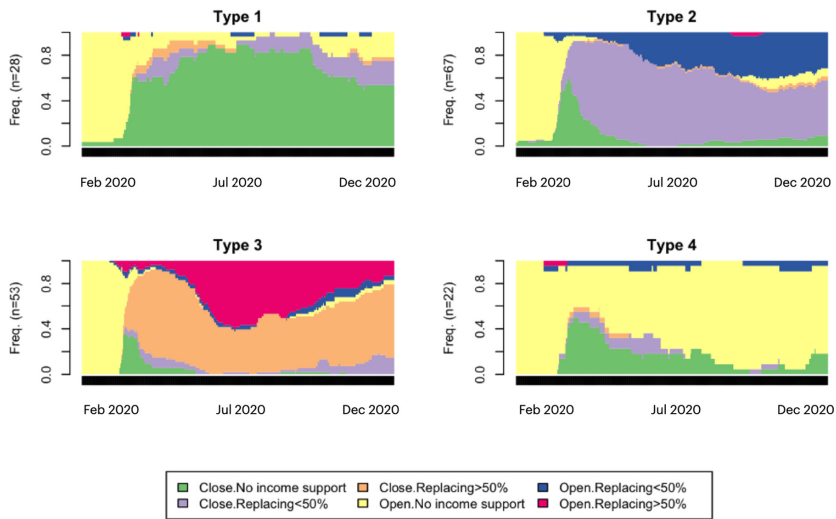 Type 1
Freq. (n=28)
0.0 0.4 0.8
Feb 2020 Jul 2020 Dec 2020
Type 2
Freq. (n=67)
0.0 0.4 0.8
Feb 2020 Jul 2020 Dec 2020
Type 3
Freq. (n=53)
0.0 0.4 0.8
Feb 2020 Jul 2020 Dec 2020
Type 4
Freq. (n=22)
0.0 0.4 0.8
Feb 2020 Jul 2020 Dec 2020
Close.No income support Close.Replacing>50% Open.Replacing<50%
Close.Replacing<50% Open.No income support Open.Replacing>50%